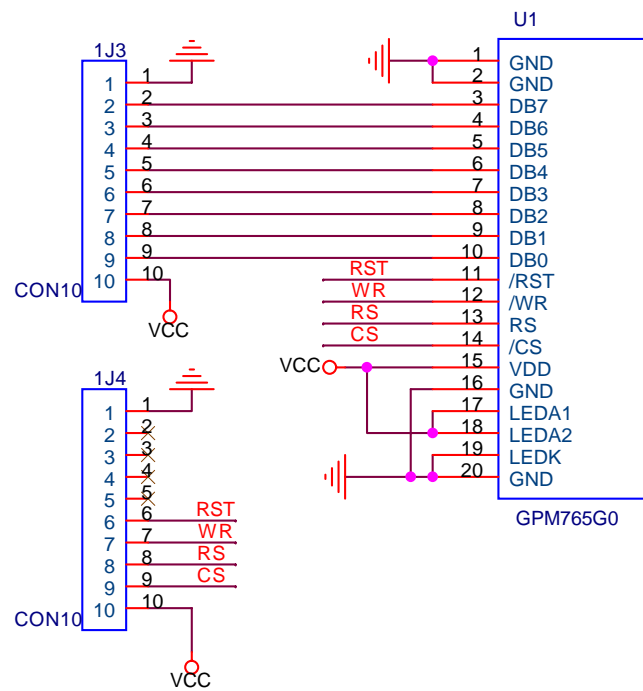 1J3
1 1
2 2
3 3
4 4
5 5
6 6
7 7
8 8
9 9
10 10
CON10
VCC
1J4
1 1
2 2
3 3
4 4
5 5
6 6 RST
7 7 WR
8 8 RS
9 9 CS
10 10
CON10
VCC
U1
1 GND
2 GND
3 DB7
4 DB6
5 DB5
6 DB4
7 DB3
8 DB2
9 DB1
10 DB0
RST 11 /RST
WR 12 /WR
RS 13 RS
CS 14 /CS
VCC 15 VDD
16 GND
17 LEDA1
18 LEDA2
19 LEDK
20 GND
GPM765G0